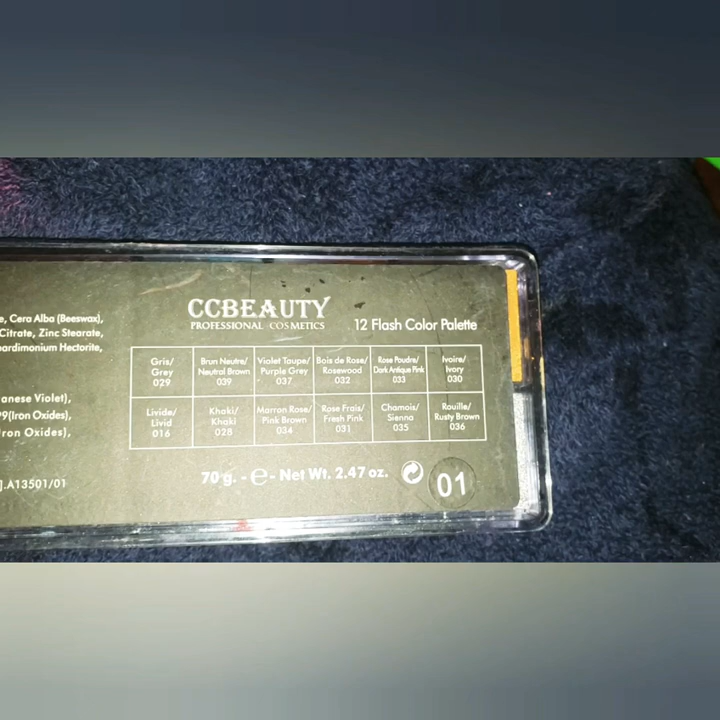 e, Cera Alba (Beeswax),
Citrate, Zinc Stearate,
ardimonium Hectorite,
anese Violet),
9(Iron Oxides),
Iron Oxides),
J.A13501/01
CCBEAUTY
PROFESSIONAL COSMETICS
12 Flash Color Palette
Gris/
Grey
029
Brun Neutre/
Neutral Brown
039
Violet Taupe/
Purple Grey
037
Bois de Rose/
Rosewood
032
Rose Poudre/
Dark Antique Pink
033
Ivoire/
Ivory
030
Livide/
Livid
016
Khaki/
Khaki
028
Marron Rose/
Pink Brown
034
Rose Frais/
Fresh Pink
031
Chamois/
Sienna
035
Rouille/
Rusty Brown
036
70 g. - e - Net Wt. 2.47 oz.
01